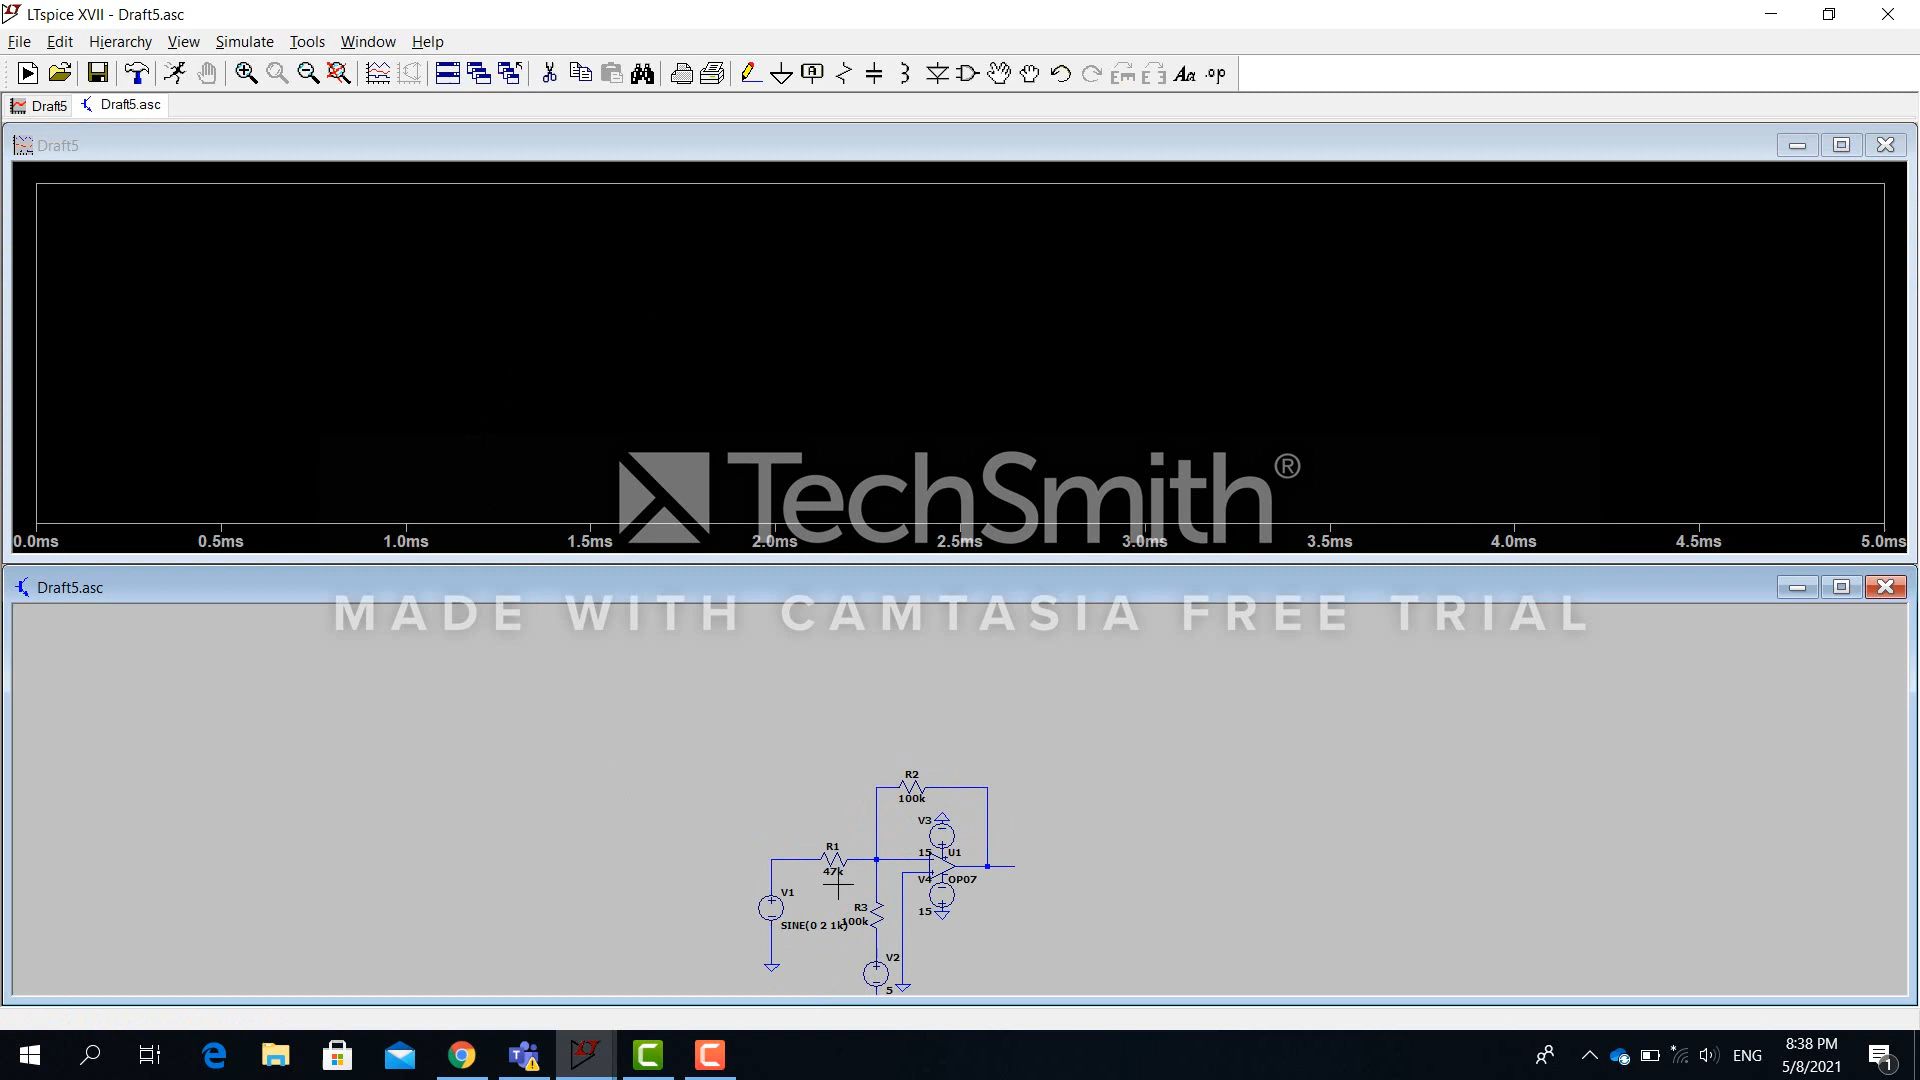 LTspice XVII - Draft5.asc
File Edit Hierarchy View Simulate Tools Window Help
Draft5 Draft5.asc
Draft5
TechSmith®
0.0ms 0.5ms 1.0ms 1.5ms 2.0ms 2.5ms 3.0ms 3.5ms 4.0ms 4.5ms 5.0ms
Draft5.asc
MADE WITH CAMTASIA FREE TRIAL
R2
100k
V3
R1
15 U1
47k
V4 OP07
V1
R3
15
SINE(0 2 1k) 100k
V2
5
8:38 PM
ENG
5/8/2021
1